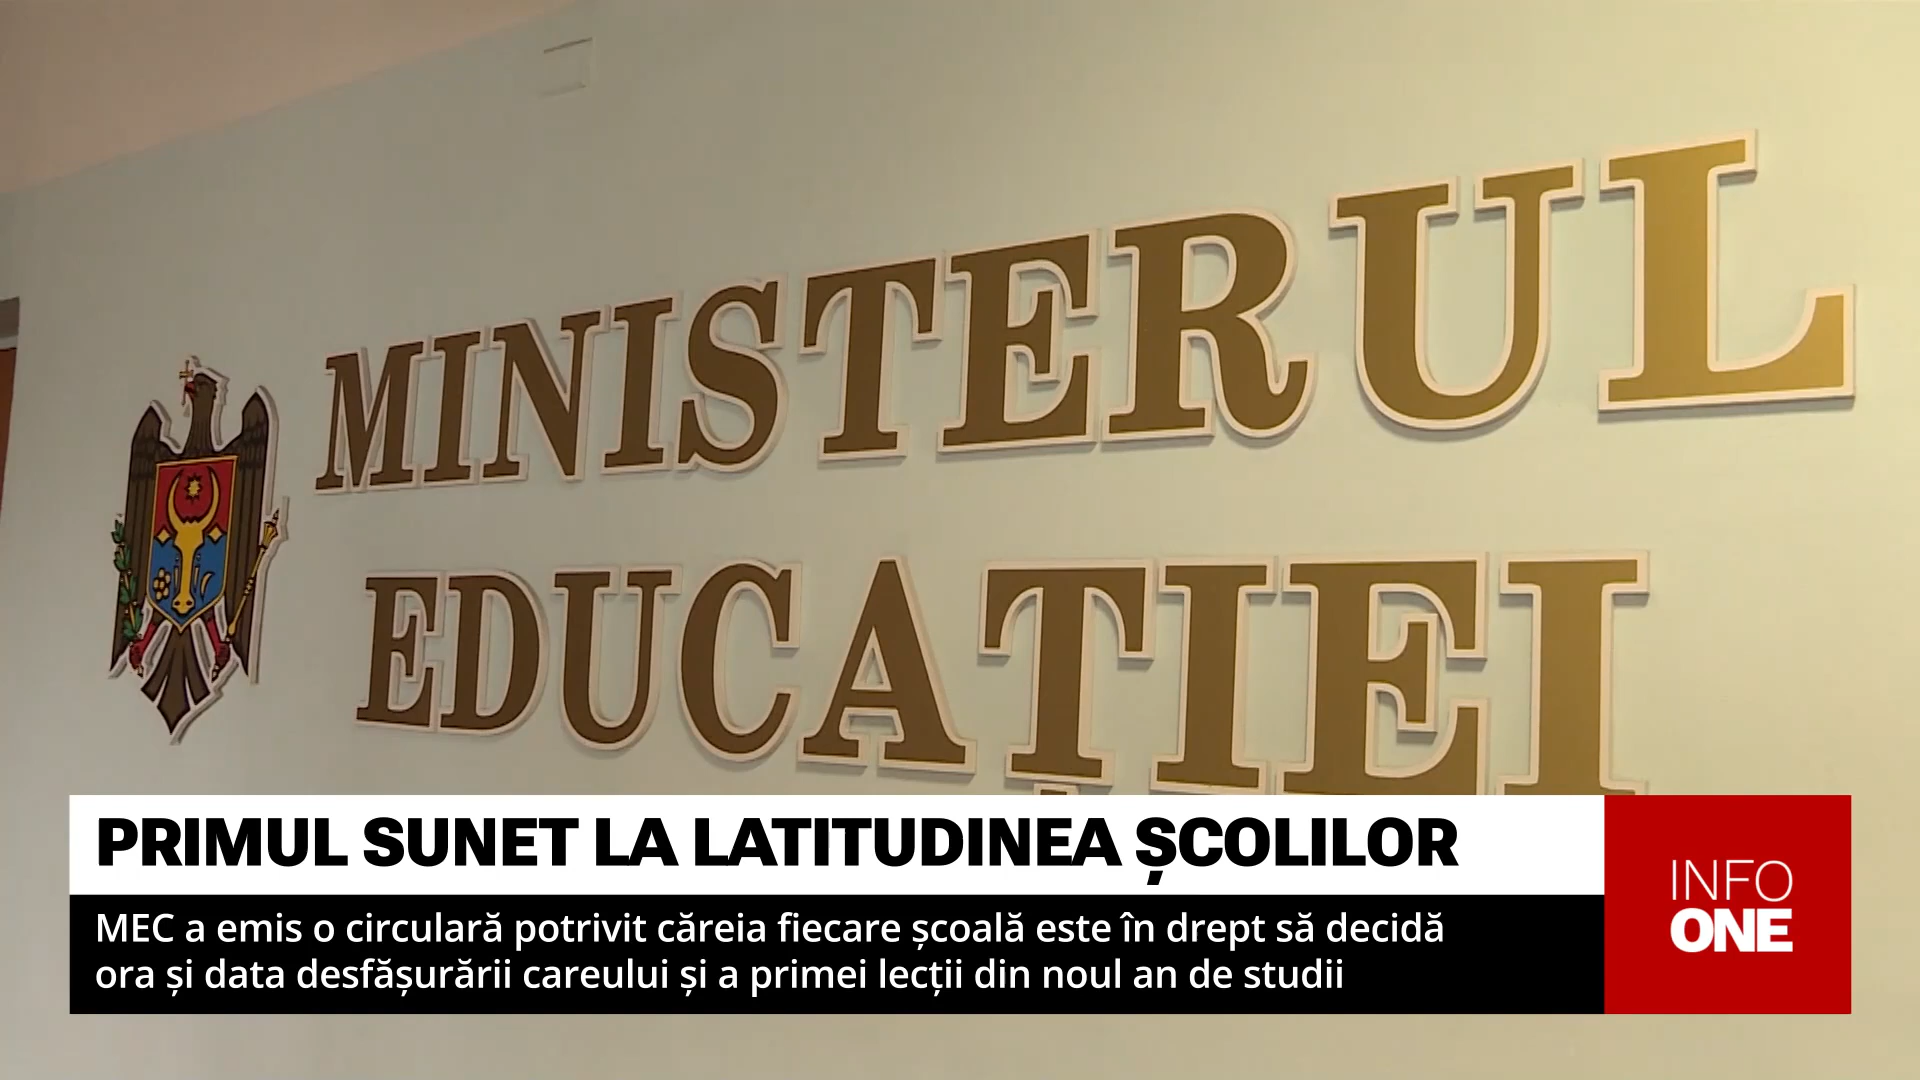 MINISTERUL
EDUCAȚIEI
PRIMUL SUNET LA LATITUDINEA ȘCOLILOR
MEC a emis o circulară potrivit căreia fiecare școală este în drept să decidă
ora și data desfășurării careului și a primei lecții din noul an de studii
INFO
ONE